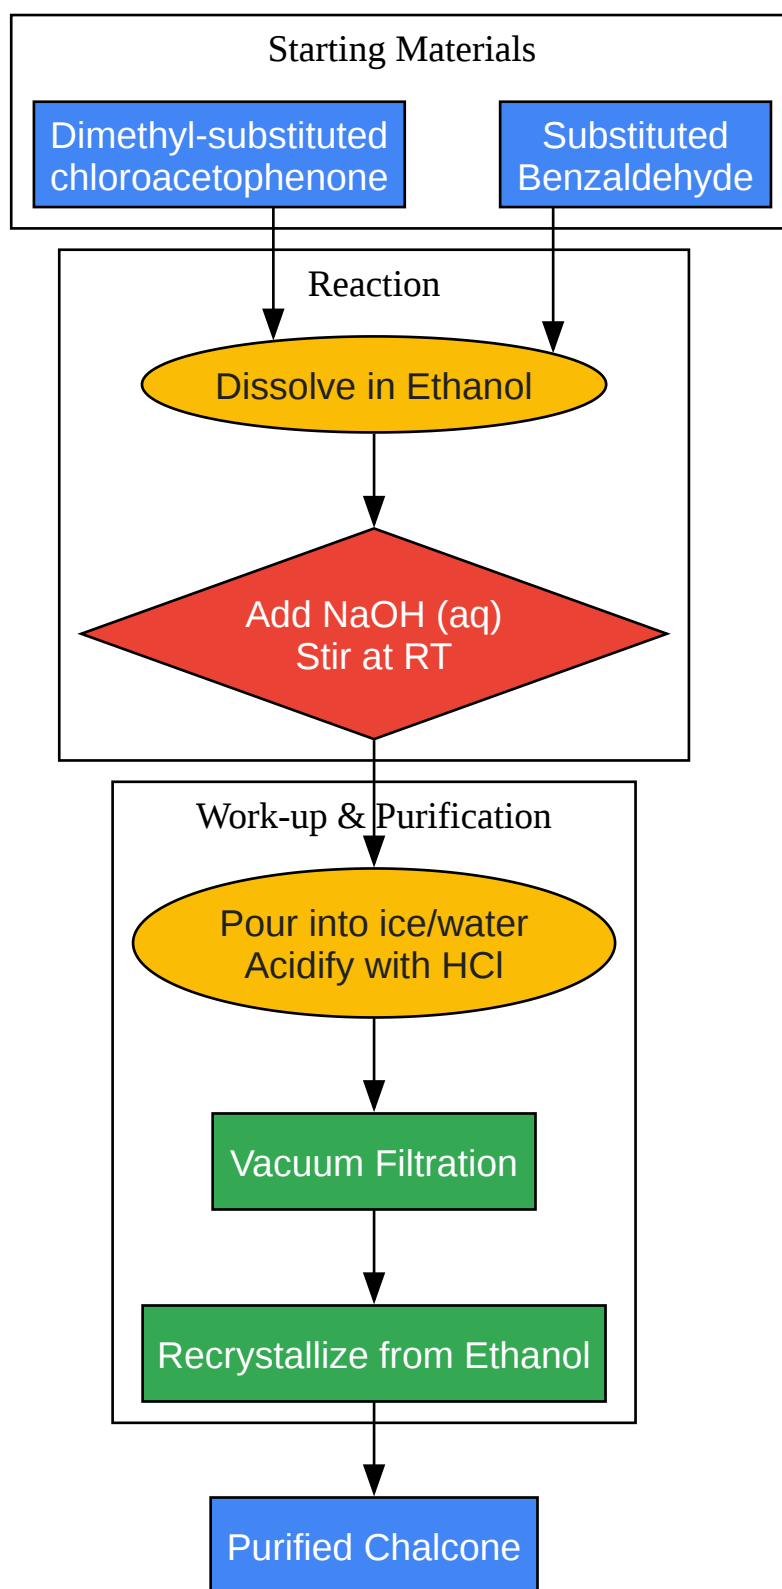 Starting Materials
Dimethyl-substituted
chloroacetophenone
Substituted
Benzaldehyde
Reaction
Dissolve in Ethanol
Add NaOH (aq)
Stir at RT
Work-up & Purification
Pour into ice/water
Acidify with HCl
Vacuum Filtration
Recrystallize from Ethanol
Purified Chalcone